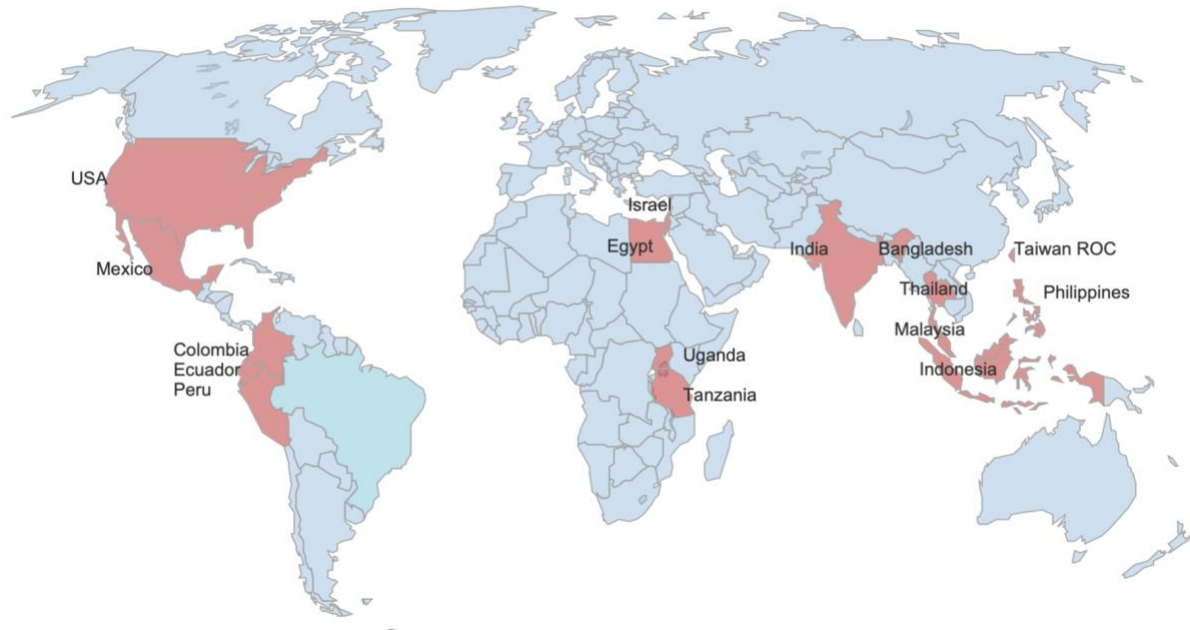 USA
Mexico
Colombia
Ecuador
Peru
Israel
Egypt
Uganda
Tanzania
India
Bangladesh
Taiwan ROC
Thailand
Philippines
Malaysia
Indonesia